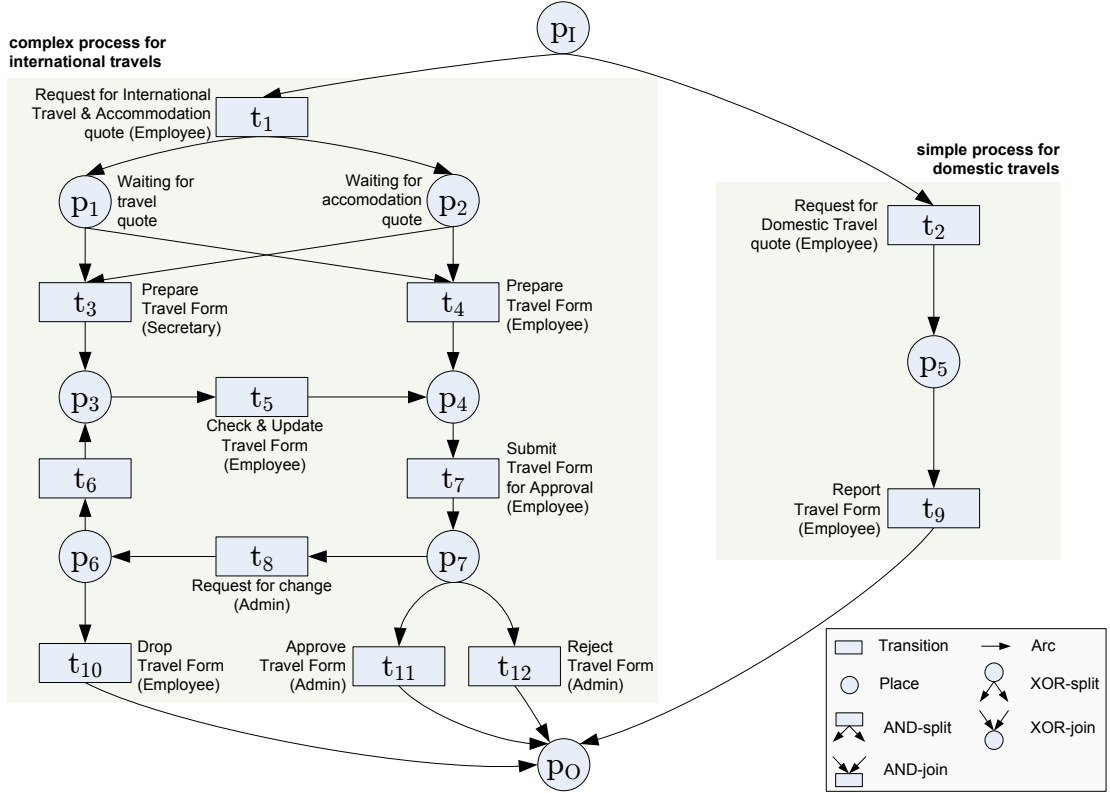 pI
complex process for
international travels
Request for International
Travel & Accommodation
quote (Employee)
t1
simple process for
domestic travels
p1
Waiting for
travel
quote
Waiting for
accomodation
quote
p2
Request for
Domestic Travel
quote (Employee)
t2
t3
Prepare
Travel Form
(Secretary)
t4
Prepare
Travel Form
(Employee)
p5
p3
t5
Check & Update
Travel Form
(Employee)
p4
t6
t7
Submit
Travel Form
for Approval
(Employee)
Report
Travel Form
(Employee)
t9
p6
t8
Request for change
(Admin)
p7
t10
Drop
Travel Form
(Employee)
Approve
Travel Form
(Admin)
t11
t12
Reject
Travel Form
(Admin)
pO
Transition
Arc
Place
XOR-split
AND-split
XOR-join
AND-join